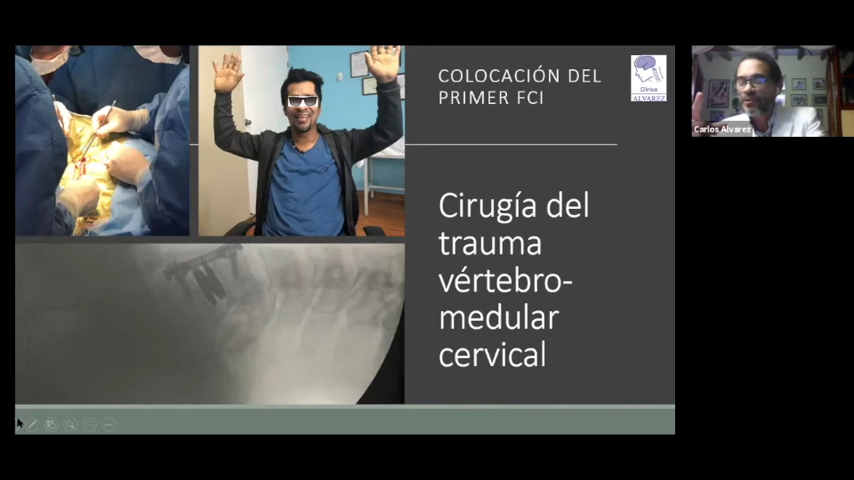 COLOCACIÓN DEL
PRIMER FCI
Clínica
ALVAREZ
Carlos Alvarez
Cirugía del
trauma
vértebro-
medular
cervical